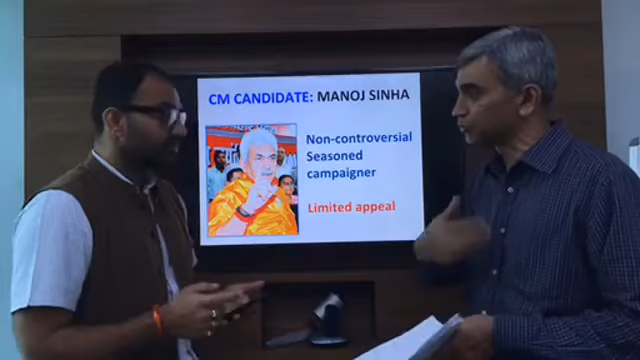 CM CANDIDATE: MANOJ SINHA
Non-controversial
Seasoned
campaigner
Limited appeal